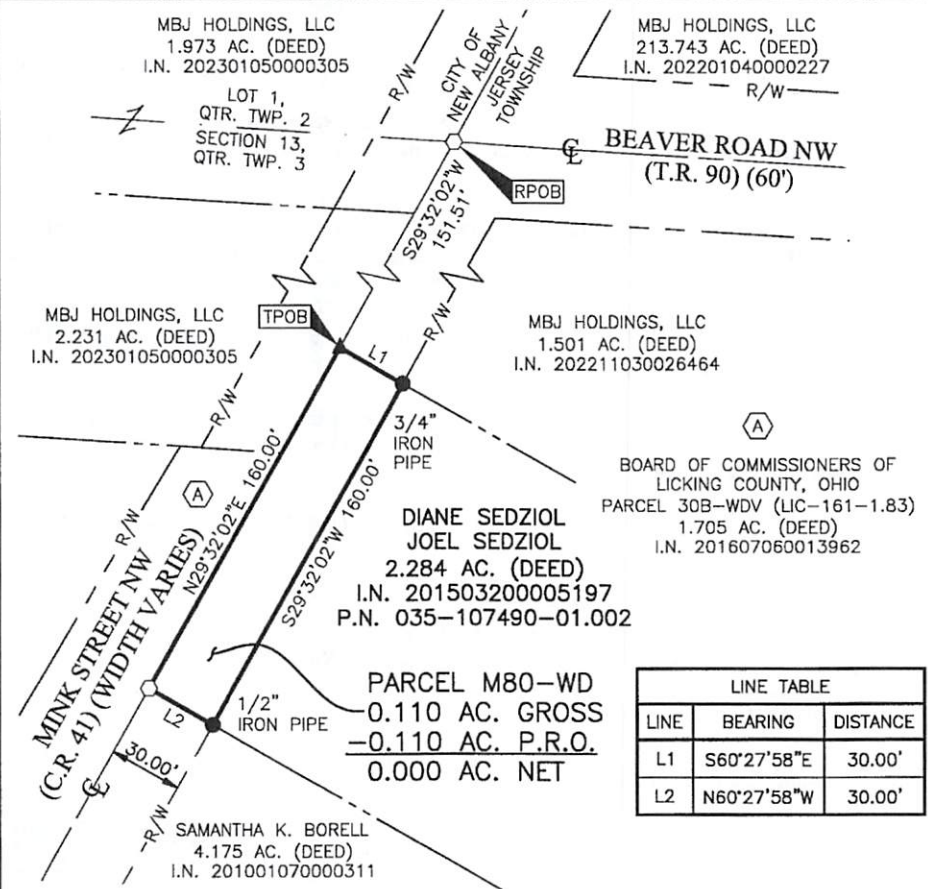 MBJ HOLDINGS, LLC
1.973 AC. (DEED)
I.N. 202301050000305
LOT 1,
QTR. TWP. 2
SECTION 13,
QTR. TWP. 3
R/W
CITY OF
NEW ALBANY
JERSEY
TOWNSHIP
MBJ HOLDINGS, LLC
213.743 AC. (DEED)
I.N. 202201040000227
R/W
℄ BEAVER ROAD NW
(T.R. 90) (60')
RPOB
S29°32'02"W
151.51'
MBJ HOLDINGS, LLC
2.231 AC. (DEED)
I.N. 202301050000305
TPOB
R/W
L1
R/W
MBJ HOLDINGS, LLC
1.501 AC. (DEED)
I.N. 202211030026464
3/4"
IRON
PIPE
A
BOARD OF COMMISSIONERS OF
LICKING COUNTY, OHIO
PARCEL 30B-WDV (LIC-161-1.83)
1.705 AC. (DEED)
I.N. 201607060013962
R/W
A
R/W
N29°32'02"E 160.00'
S29°32'02"W 160.00'
DIANE SEDZIOL
JOEL SEDZIOL
2.284 AC. (DEED)
I.N. 201503200005197
P.N. 035-107490-01.002
MINK STREET NW
(C.R. 41) (WIDTH VARIES)
℄
L2
1/2"
IRON PIPE
30.00'
R/W
PARCEL M80-WD
0.110 AC. GROSS
-0.110 AC. P.R.O.
0.000 AC. NET
LINE TABLE
LINE BEARING DISTANCE
L1 S60°27'58"E 30.00'
L2 N60°27'58"W 30.00'
SAMANTHA K. BORELL
4.175 AC. (DEED)
I.N. 201001070000311